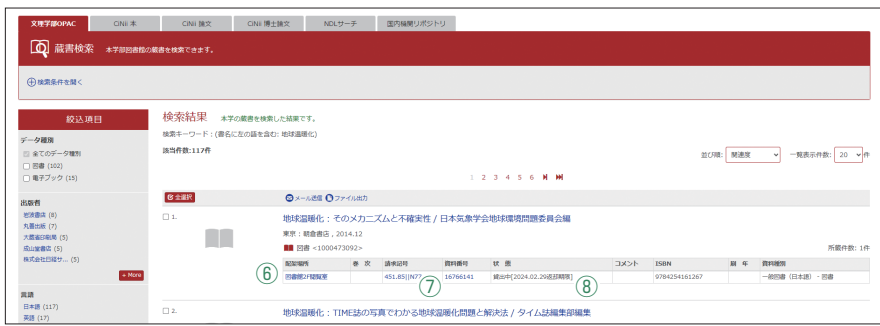 文理学部OPAC CiNii 本 CiNii 論文 CiNii 博士論文 NDLサーチ 国内機関リポジトリ
蔵書検索 本学部図書館の蔵書を検索できます。
検索条件を開く
絞込項目
データ種別
全てのデータ種別
図書 (102)
電子ブック (15)
出版者
岩波書店 (8)
丸善出版 (7)
大蔵省印刷局 (5)
成山堂書店 (5)
株式会社日経サ... (5)
+ More
言語
日本語 (117)
英語 (17)
検索結果 本学の蔵書を検索した結果です。
検索キーワード：(書名に左の語を含む: 地球温暖化)
該当件数:117件
並び順: 関連度 一覧表示件数: 20 件
1 2 3 4 5 6
全選択 メール送信 ファイル出力
1. 地球温暖化 : そのメカニズムと不確実性 / 日本気象学会地球環境問題委員会編
東京 : 朝倉書店 , 2014.12
図書 <1000473092>
所蔵件数: 1件
配架場所 巻 次 請求記号 資料番号 状 態 コメント ISBN 刷 年 資料種別
⑥ 図書館2F閲覧室 451.85||N77 ⑦ 16766141 貸出中[2024.02.29返却期限] ⑧ 9784254161267 一般図書（日本語） - 図書
2. 地球温暖化 : TIME誌の写真でわかる地球温暖化問題と解決法 / タイム誌編集部編集